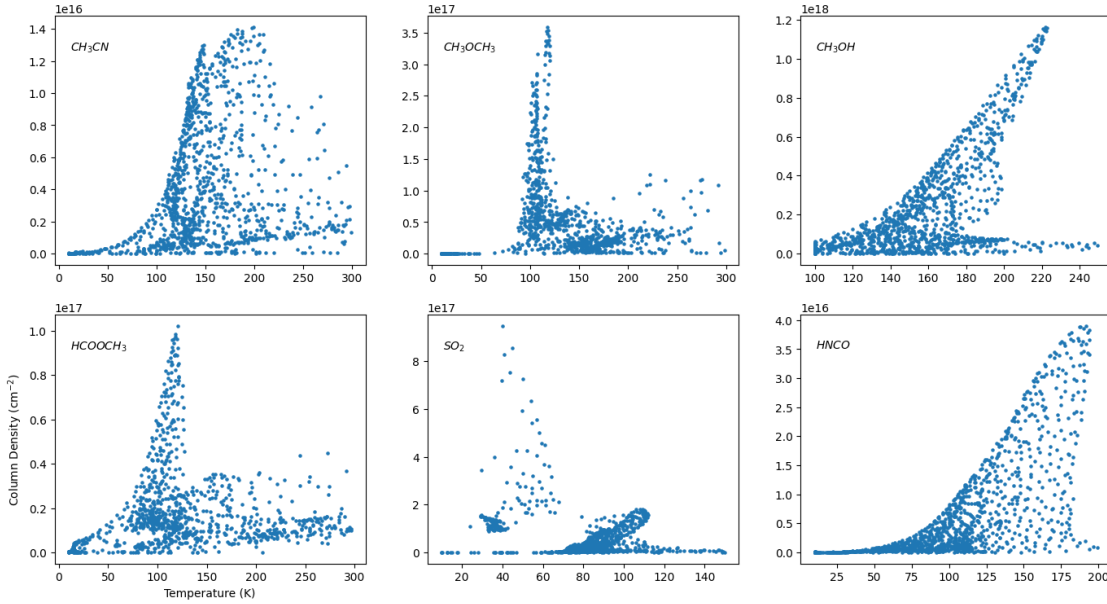 1e16
CH₃CN
1.4
1.2
1.0
0.8
0.6
0.4
0.2
0.0
0 50 100 150 200 250 300
1e17
CH₃OCH₃
3.5
3.0
2.5
2.0
1.5
1.0
0.5
0.0
0 50 100 150 200 250 300
1e18
CH₃OH
1.2
1.0
0.8
0.6
0.4
0.2
0.0
100 120 140 160 180 200 220 240
1e17
HCOOCH₃
1.0
0.8
0.6
0.4
0.2
0.0
0 50 100 150 200 250 300
Column Density (cm⁻²)
Temperature (K)
1e17
SO₂
8
6
4
2
0
20 40 60 80 100 120 140
1e16
HNCO
4.0
3.5
3.0
2.5
2.0
1.5
1.0
0.5
0.0
25 50 75 100 125 150 175 200